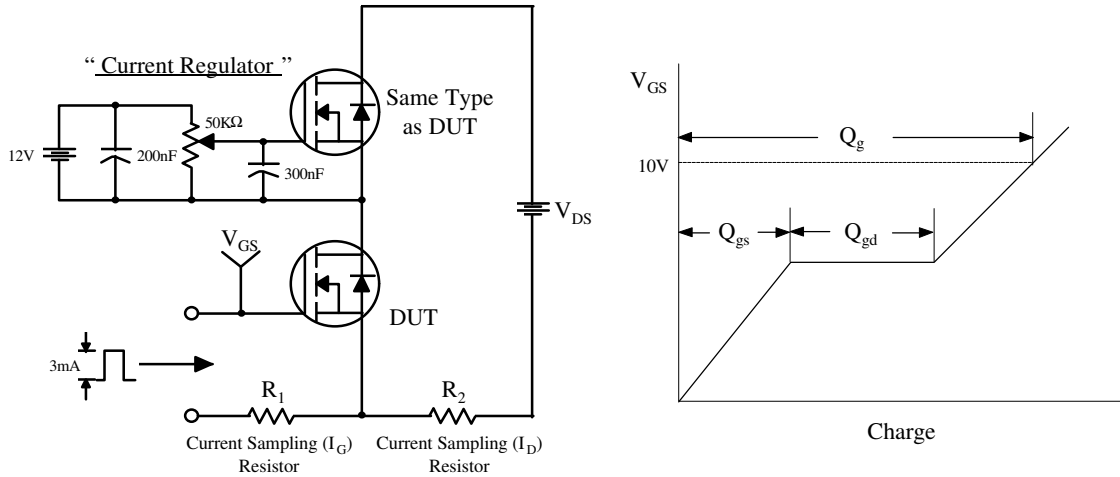 “ Current Regulator ”
50KΩ
12V
200nF
300nF
Same Type
as DUT
V_DS
V_GS
DUT
3mA
R_1
R_2
Current Sampling (I_G)
Resistor
Current Sampling (I_D)
Resistor
V_GS
Q_g
10V
Q_gs
Q_gd
Charge